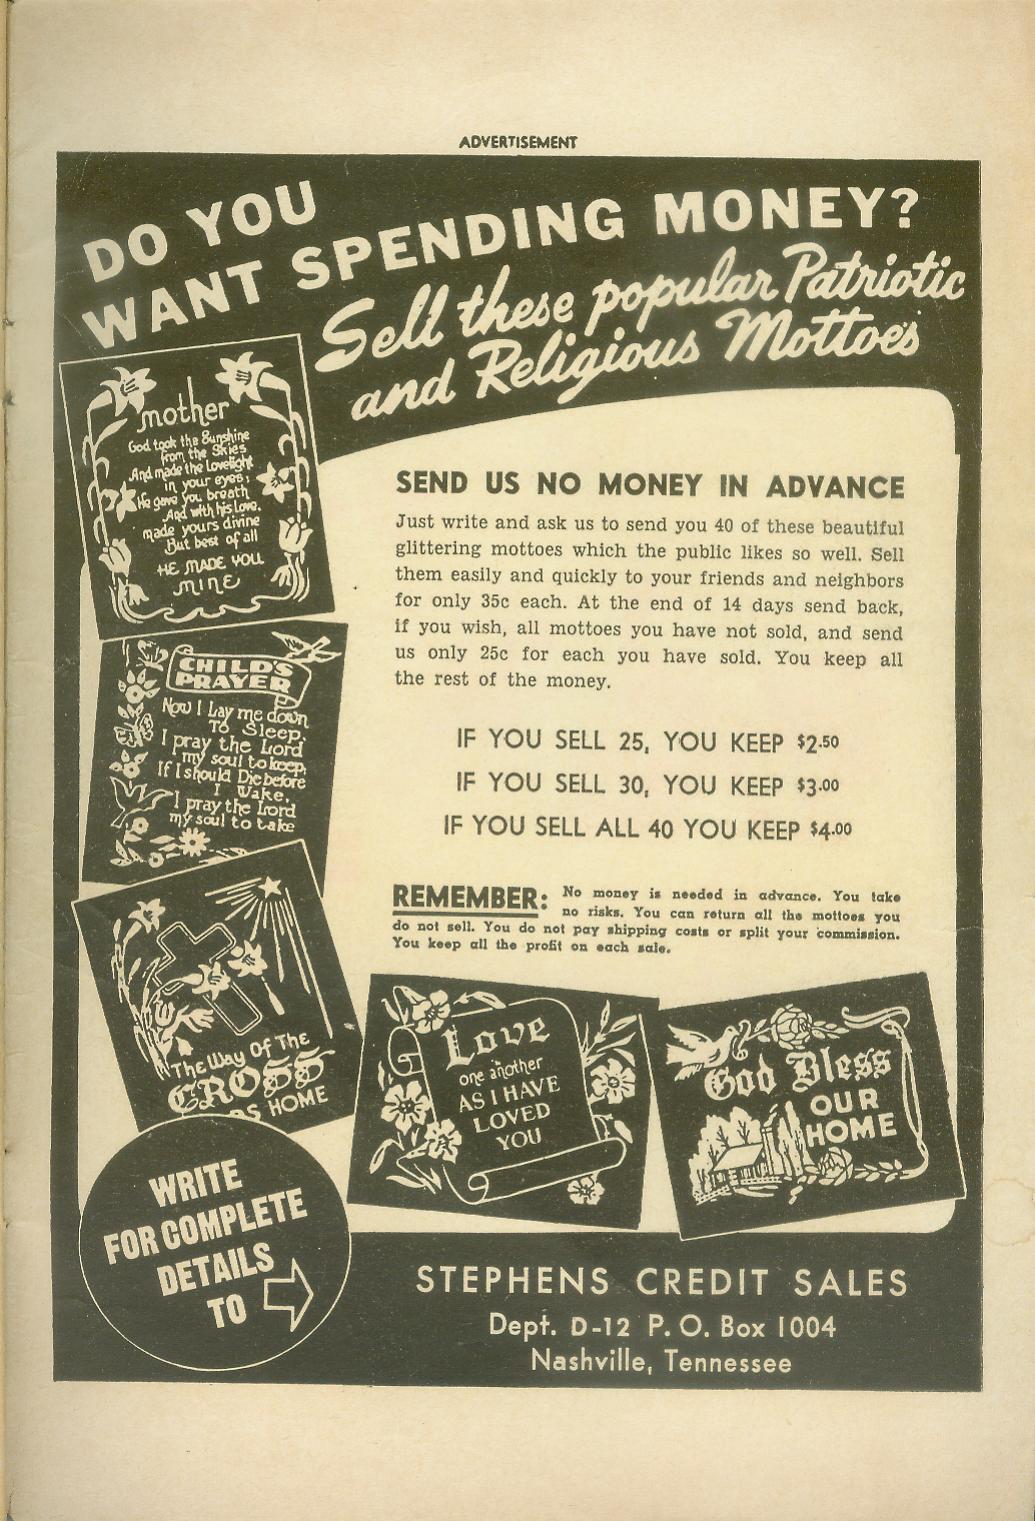 ADVERTISEMENT
DO YOU
WANT SPENDING MONEY?
Sell these popular Patriotic
and Religious Mottoes
mother
God took the Sunshine
from the Skies
And made the Lovelight
in your eyes;
He gave you breath
And with his Love,
made yours divine
But best of all
HE MADE YOU
MINE
CHILD'S
PRAYER
Now I Lay me down
To Sleep,
I pray the Lord
my soul to keep,
If I should Die before
I Wake,
I pray the Lord
my soul to take
The Way Of The
CROSS
DS HOME
SEND US NO MONEY IN ADVANCE
Just write and ask us to send you 40 of these beautiful
glittering mottoes which the public likes so well. Sell
them easily and quickly to your friends and neighbors
for only 35c each. At the end of 14 days send back,
if you wish, all mottoes you have not sold, and send
us only 25c for each you have sold. You keep all
the rest of the money.
IF YOU SELL 25, YOU KEEP $2.50
IF YOU SELL 30, YOU KEEP $3.00
IF YOU SELL ALL 40 YOU KEEP $4.00
REMEMBER: No money is needed in advance. You take
no risks. You can return all the mottoes you
do not sell. You do not pay shipping costs or split your commission.
You keep all the profit on each sale.
Love
one another
AS I HAVE
LOVED
YOU
God Bless
OUR
HOME
WRITE
FOR COMPLETE
DETAILS
TO
STEPHENS CREDIT SALES
Dept. D-12 P. O. Box 1004
Nashville, Tennessee